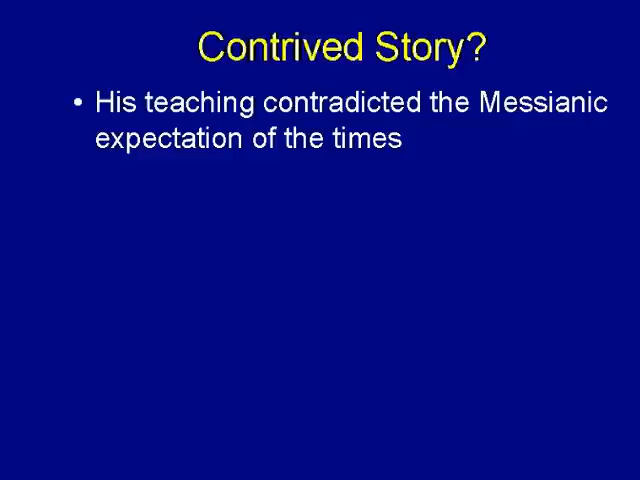 Contrived Story?
• His teaching contradicted the Messianic
expectation of the times